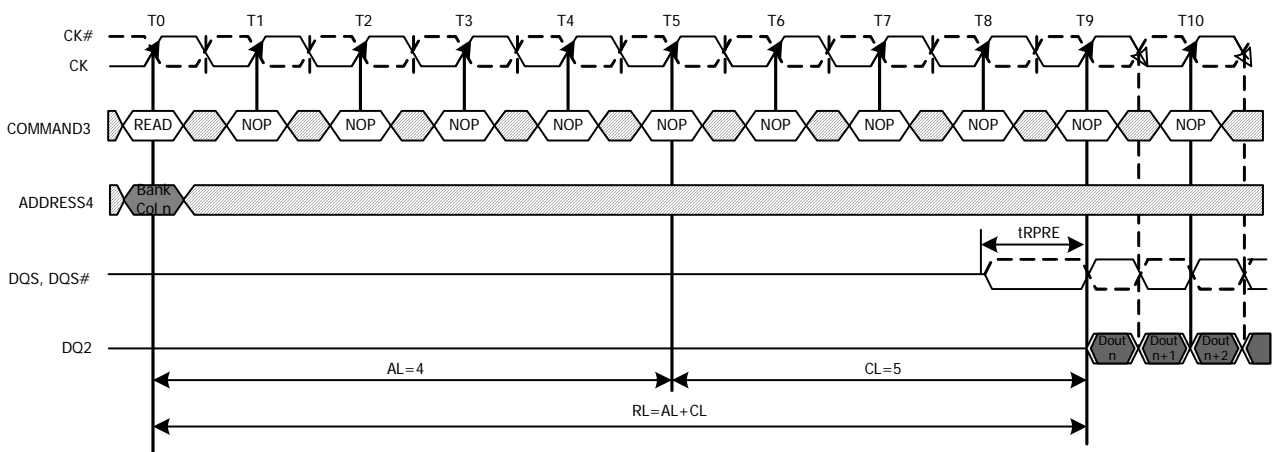 T0 T1 T2 T3 T4 T5 T6 T7 T8 T9 T10
CK#
CK
COMMAND3 READ NOP NOP NOP NOP NOP NOP NOP NOP NOP NOP
ADDRESS4 Bank
Col n
tRPRE
DQS, DQS#
DQ2 Dout Dout Dout
n n+1 n+2
AL=4 CL=5
RL=AL+CL